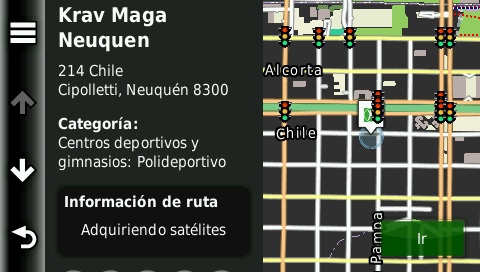 Krav Maga
Neuquen
214 Chile
Cipolletti, Neuquén 8300
Categoría:
Centros deportivos y
gimnasios: Polideportivo
Información de ruta
Adquiriendo satélites
Alcorta
Chile
Pampa
Ir